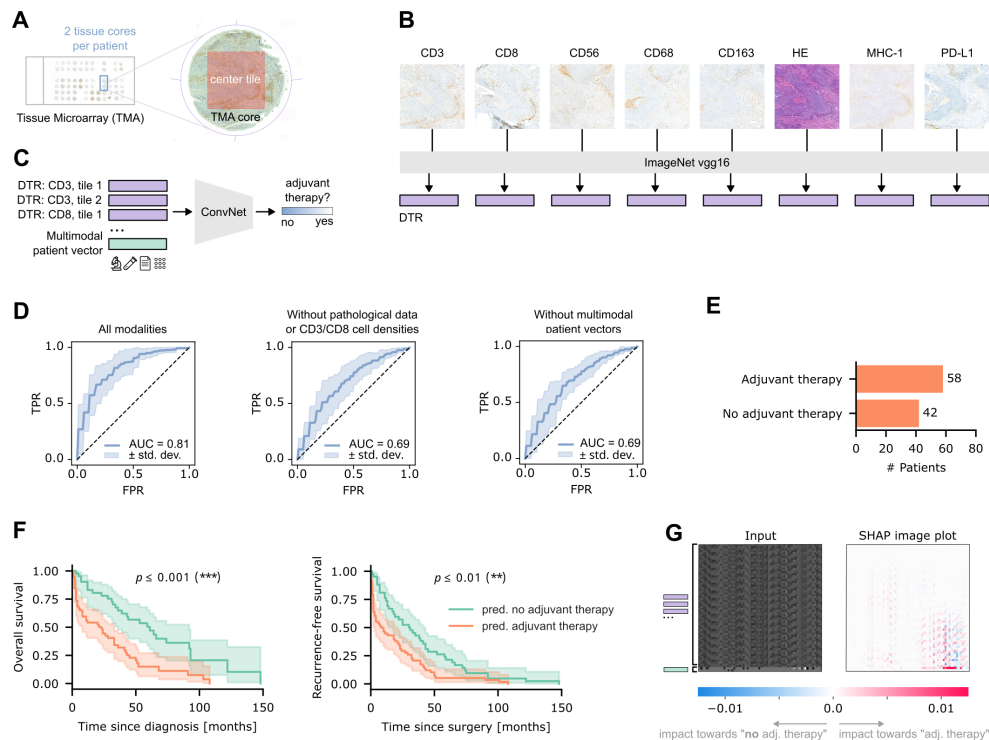 A
2 tissue cores
per patient
center tile
TMA core
Tissue Microarray (TMA)
B
CD3 CD8 CD56 CD68 CD163 HE MHC-1 PD-L1
ImageNet vgg16
DTR
C
DTR: CD3, tile 1
DTR: CD3, tile 2
DTR: CD8, tile 1
...
Multimodal
patient vector
ConvNet
adjuvant
therapy?
no yes
D
All modalities
TPR
1.0
0.5
0.0
AUC = 0.81
± std. dev.
0.0 0.5 1.0
FPR
Without pathological data
or CD3/CD8 cell densities
TPR
1.0
0.5
0.0
AUC = 0.69
± std. dev.
0.0 0.5 1.0
FPR
Without multimodal
patient vectors
TPR
1.0
0.5
0.0
AUC = 0.69
± std. dev.
0.0 0.5 1.0
FPR
E
Adjuvant therapy 58
No adjuvant therapy 42
0 20 40 60 80
# Patients
F
Overall survival
1.00
0.75
0.50
0.25
0.00
p ≤ 0.001 (***)
0 50 100 150
Time since diagnosis [months]
Recurrence-free survival
1.00
0.75
0.50
0.25
0.00
p ≤ 0.01 (**)
pred. no adjuvant therapy
pred. adjuvant therapy
0 50 100 150
Time since surgery [months]
G
Input
SHAP image plot
...
−0.01 0.0 0.01
impact towards "no adj. therapy"
impact towards "adj. therapy"